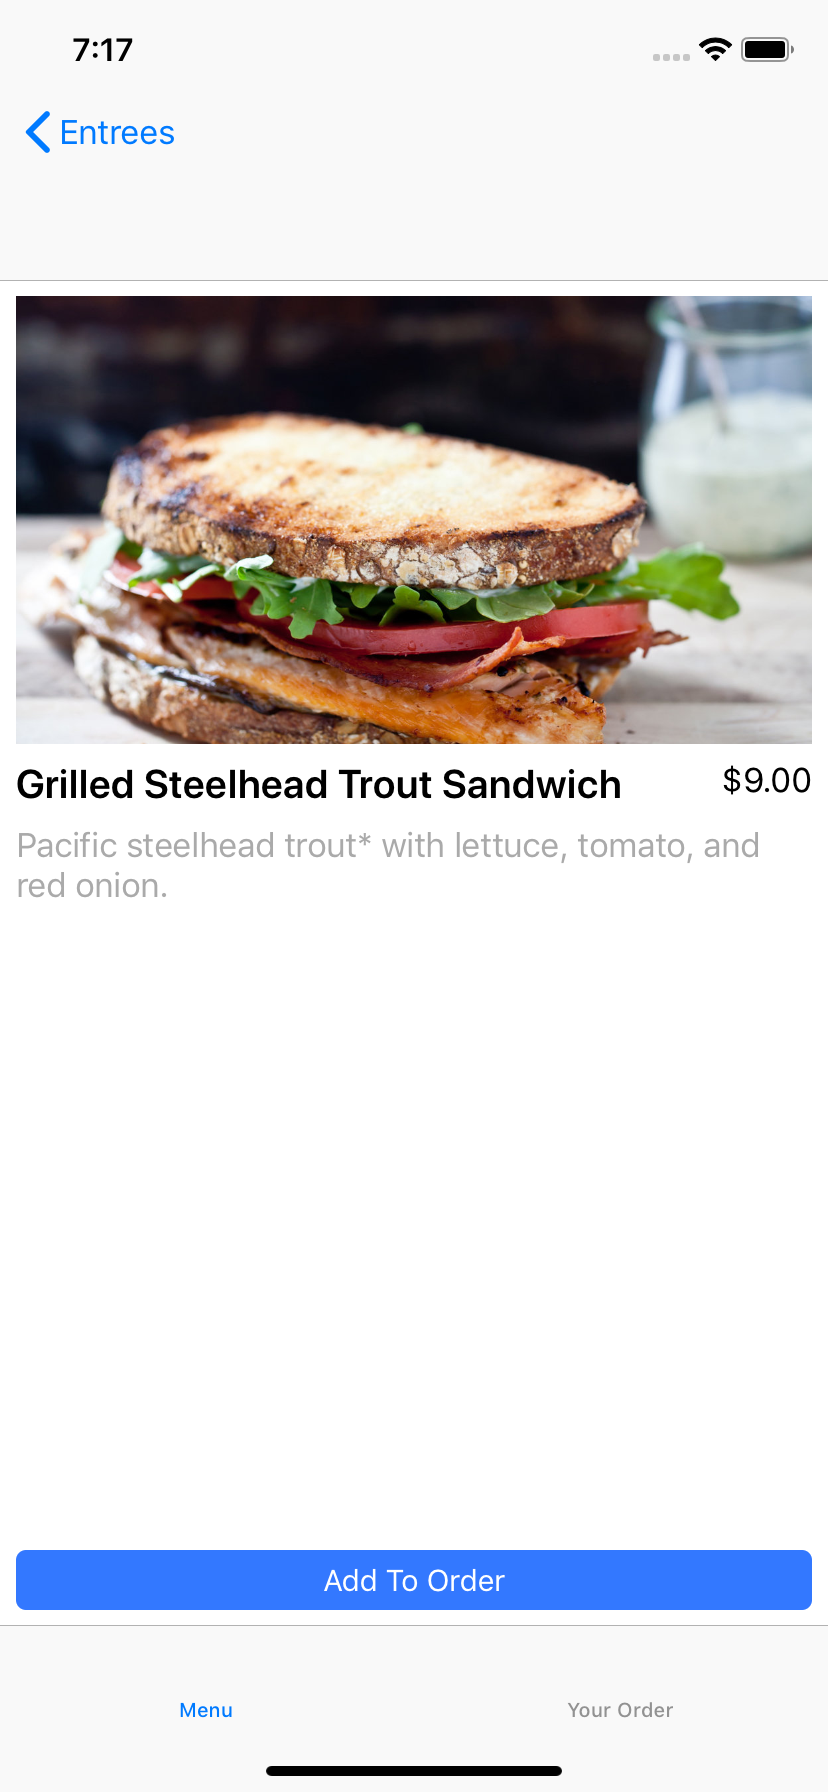 7:17
Entrees
Grilled Steelhead Trout Sandwich $9.00
Pacific steelhead trout* with lettuce, tomato, and
red onion.
Add To Order
Menu Your Order